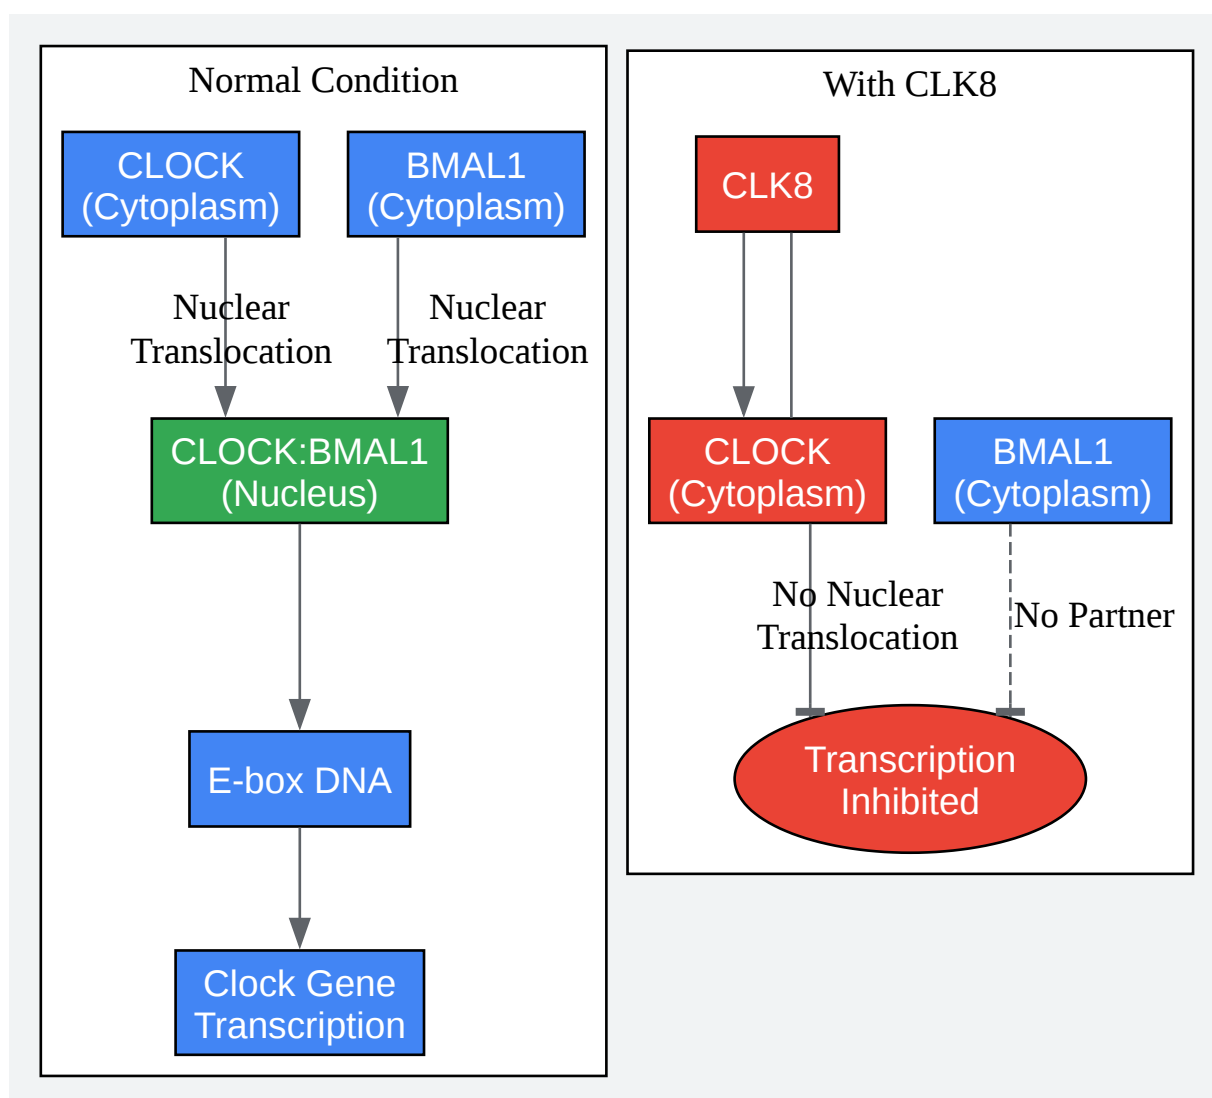 Normal Condition
CLOCK
(Cytoplasm)
BMAL1
(Cytoplasm)
Nuclear
Translocation
Nuclear
Translocation
CLOCK:BMAL1
(Nucleus)
E-box DNA
Clock Gene
Transcription
With CLK8
CLK8
CLOCK
(Cytoplasm)
BMAL1
(Cytoplasm)
No Nuclear
Translocation
No Partner
Transcription
Inhibited